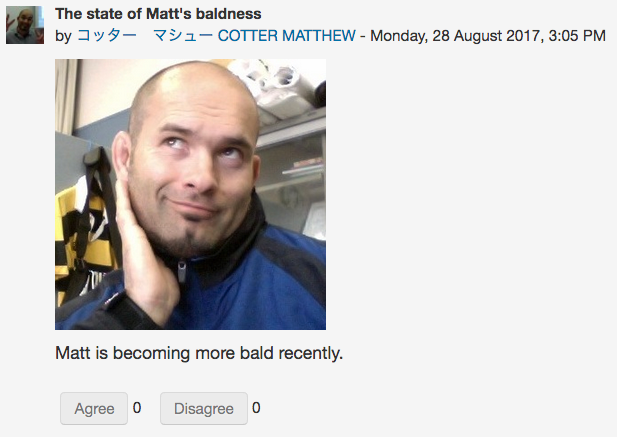 The state of Matt's baldness
by コッター　マシュー COTTER MATTHEW - Monday, 28 August 2017, 3:05 PM
Matt is becoming more bald recently.
Agree 0 Disagree 0